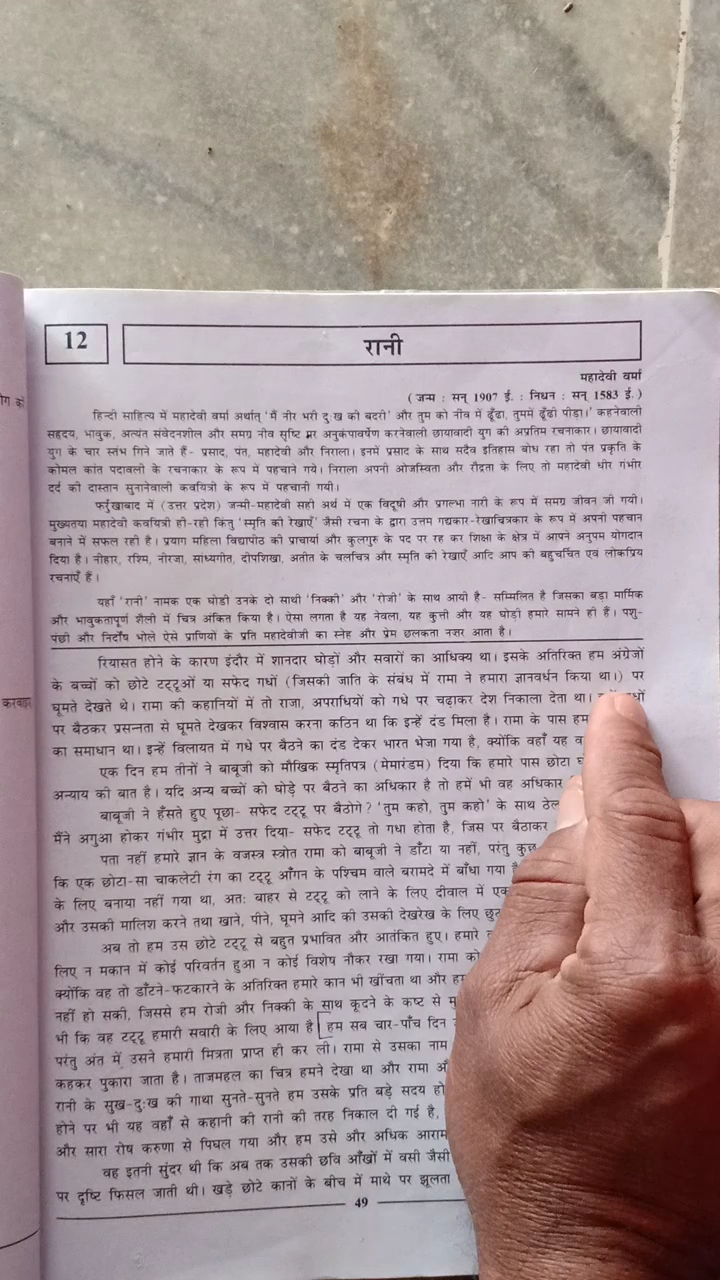 ोग को
करवाइन
12
रानी
महादेवी वर्मा
( जन्म : सन् 1907 ई. : निधन : सन् 1583 ई. )
हिन्दी साहित्य में महादेवी वर्मा अर्थात् 'मैं नीर भरी दुःख की बदरी' और तुम को नीव में ढूँढा, तुममें ढूँढी पीड़ा।' कहनेवाली
सहृदय, भावुक, अत्यंत संवेदनशील और समग्र नीव सृष्टि पर अनुकंपावर्षण करनेवाली छायावादी युग की अप्रतिम रचनाकार। छायावादी
युग के चार स्तंभ गिने जाते हैं- प्रसाद, पंत, महादेवी और निराला। इनमें प्रसाद के साथ सदैव इतिहास बोध रहा तो पंत प्रकृति के
कोमल कांत पदावली के रचनाकार के रूप में पहचाने गये। निराला अपनी ओजस्विता और रौद्रता के लिए तो महादेवी धीर गंभीर
दर्द की दास्तान सुनानेवाली कवयित्री के रूप में पहचानी गयी।
फर्रुखाबाद में (उत्तर प्रदेश) जन्मी-महादेवी सही अर्थ में एक विदूषी और प्रगल्भा नारी के रूप में समग्र जीवन जी गयी।
मुख्यतया महादेवी कवयित्री ही-रही किंतु 'स्मृति की रेखाएँ' जैसी रचना के द्वारा उत्तम गद्यकार-रेखाचित्रकार के रूप में अपनी पहचान
बनाने में सफल रही है। प्रयाग महिला विद्यापीठ की प्राचार्या और कुलगुरु के पद पर रह कर शिक्षा के क्षेत्र में आपने अनुपम योगदान
दिया है। नीहार, रश्मि, नीरजा, सांध्यगीत, दीपशिखा, अतीत के चलचित्र और स्मृति की रेखाएँ आदि आप की बहुचर्चित एवं लोकप्रिय
रचनाएँ हैं।
यहाँ 'रानी' नामक एक घोडी उनके दो साथी 'निक्की' और 'रोजी' के साथ आयी है- सम्मिलित है जिसका बड़ा मार्मिक
और भावुकतापूर्ण शैली में चित्र अंकित किया है। ऐसा लगता है यह नेवला, यह कुत्ती और यह घोड़ी हमारे सामने ही हैं। पशु-
पंछी और निर्दोष भोले ऐसे प्राणियों के प्रति महादेवीजी का स्नेह और प्रेम छलकता नज़र आता है।
रियासत होने के कारण इंदौर में शानदार घोड़ों और सवारों का आधिक्य था। इसके अतिरिक्त हम अंग्रेजों
के बच्चों को छोटे टट्टूओं या सफेद गधों (जिसकी जाति के संबंध में रामा ने हमारा ज्ञानवर्धन किया था।) पर
घूमते देखते थे। रामा की कहानियों में तो राजा, अपराधियों को गधे पर चढ़ाकर देश निकाला देता था।
पर बैठकर प्रसन्नता से घूमते देखकर विश्वास करना कठिन था कि इन्हें दंड मिला है। रामा के पास हम
का समाधान था। इन्हें विलायत में गधे पर बैठने का दंड देकर भारत भेजा गया है, क्योंकि वहाँ यह व
एक दिन हम तीनों ने बाबूजी को मौखिक स्मृतिपत्र (मेमारंडम) दिया कि हमारे पास छोटा घ
अन्याय की बात है। यदि अन्य बच्चों को घोड़े पर बैठने का अधिकार है तो हमें भी वह अधिकार
बाबूजी ने हँसते हुए पूछा- सफेद टट्टू पर बैठोगे? 'तुम कहो, तुम कहो' के साथ ठेल
मैंने अगुआ होकर गंभीर मुद्रा में उत्तर दिया- सफेद टट्टू तो गधा होता है, जिस पर बैठाकर
पता नहीं हमारे ज्ञान के वजस्त्र स्त्रोत रामा को बाबूजी ने डाँटा या नहीं, परंतु कुछ
कि एक छोटा-सा चाकलेटी रंग का टट्टू आँगन के पश्चिम वाले बरामदे में बाँधा गया है
के लिए बनाया नहीं गया था, अतः बाहर से टट्टू को लाने के लिए दीवाल में एक
और उसकी मालिश करने तथा खाने, पीने, घूमने आदि की उसकी देखरेख के लिए छुट
अब तो हम उस छोटे टट्टू से बहुत प्रभावित और आतंकित हुए। हमारे
लिए न मकान में कोई परिवर्तन हुआ न कोई विशेष नौकर रखा गया। रामा को
क्योंकि वह तो डाँटने-फटकारने के अतिरिक्त हमारे कान भी खींचता था और हम
नहीं हो सकी, जिससे हम रोजी और निक्की के साथ कूदने के कष्ट से मु
भी कि वह टट्टू हमारी सवारी के लिए आया है [हम सब चार-पाँच दिन
परंतु अंत में उसने हमारी मित्रता प्राप्त ही कर ली। रामा से उसका नाम
कहकर पुकारा जाता है। ताजमहल का चित्र हमने देखा था और रामा औ
रानी के सुख-दुःख की गाथा सुनते-सुनते हम उसके प्रति बड़े सदय हो
होने पर भी यह वहाँ से कहानी की रानी की तरह निकाल दी गई है,
और सारा रोष करुणा से पिघल गया और हम उसे और अधिक आराम
वह इतनी सुंदर थी कि अब तक उसकी छवि आँखों में वसी जैसी
पर दृष्टि फिसल जाती थी। खड़े छोटे कानों के बीच में माथे पर झूलता
49